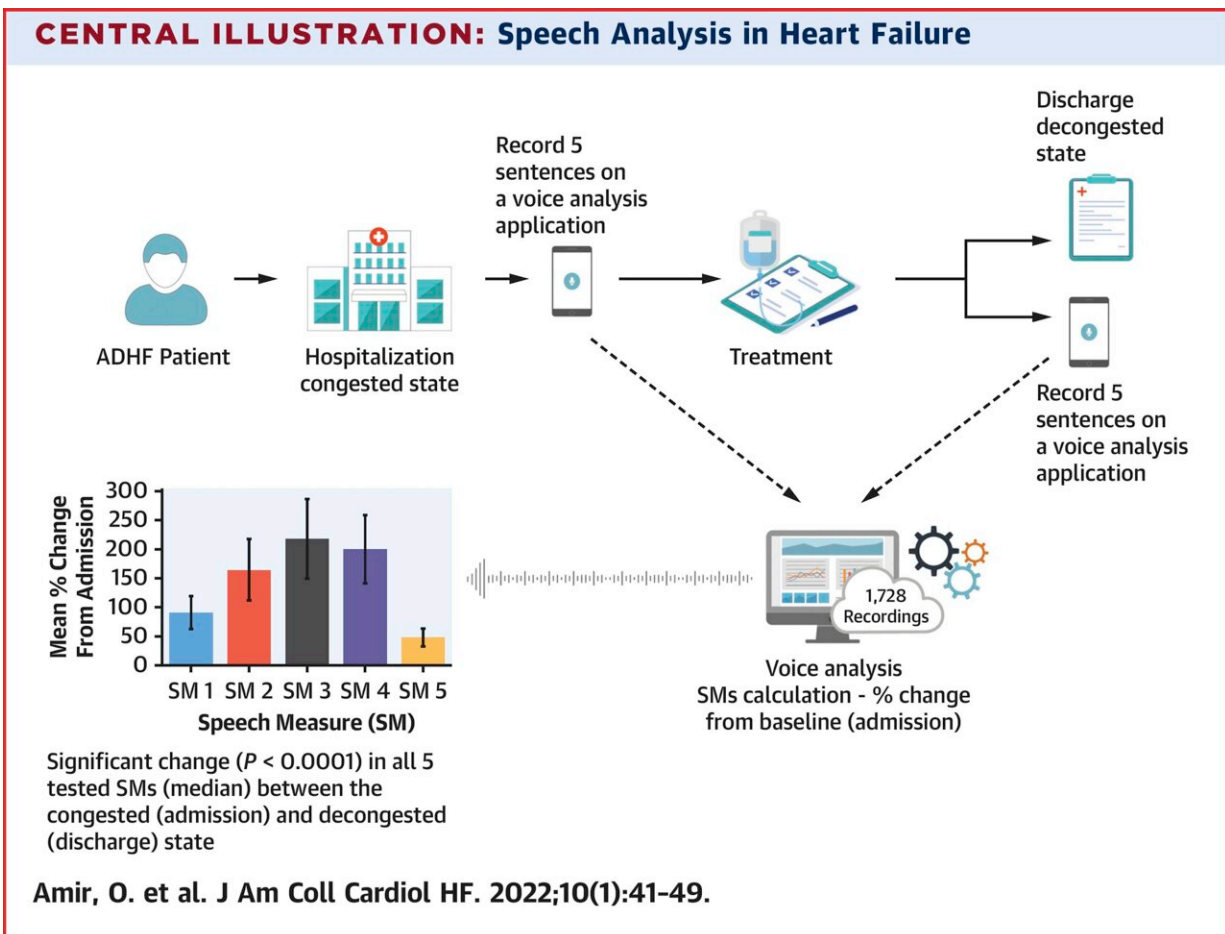 CENTRAL ILLUSTRATION: Speech Analysis in Heart Failure
Discharge
decongested
state
Record 5
sentences on
a voice analysis
application
ADHF Patient
Hospitalization
congested state
Treatment
Record 5
sentences on
a voice analysis
application
Mean % Change
From Admission
300
250
200
150
100
50
0
SM 1 SM 2 SM 3 SM 4 SM 5
Speech Measure (SM)
1,728
Recordings
Voice analysis
SMs calculation - % change
from baseline (admission)
Significant change (P < 0.0001) in all 5
tested SMs (median) between the
congested (admission) and decongested
(discharge) state
Amir, O. et al. J Am Coll Cardiol HF. 2022;10(1):41–49.